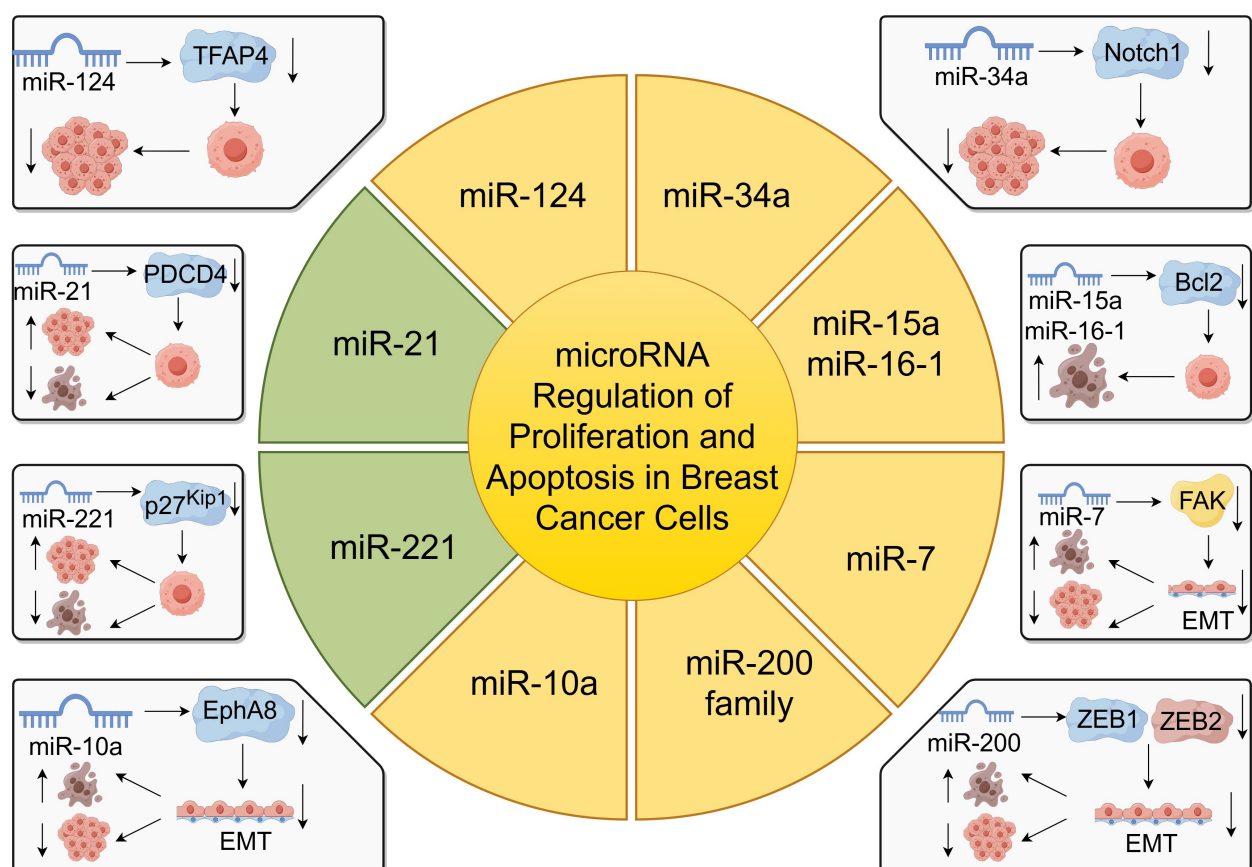 miR-124
TFAP4
miR-34a
Notch1
miR-21
PDCD4
miR-15a
miR-16-1
Bcl2
miR-221
p27Kip1
miR-7
FAK
EMT
miR-10a
EphA8
EMT
miR-200
ZEB1
ZEB2
EMT
miR-124
miR-34a
miR-21
miR-15a
miR-16-1
microRNA
Regulation of
Proliferation and
Apoptosis in Breast
Cancer Cells
miR-221
miR-7
miR-10a
miR-200
family